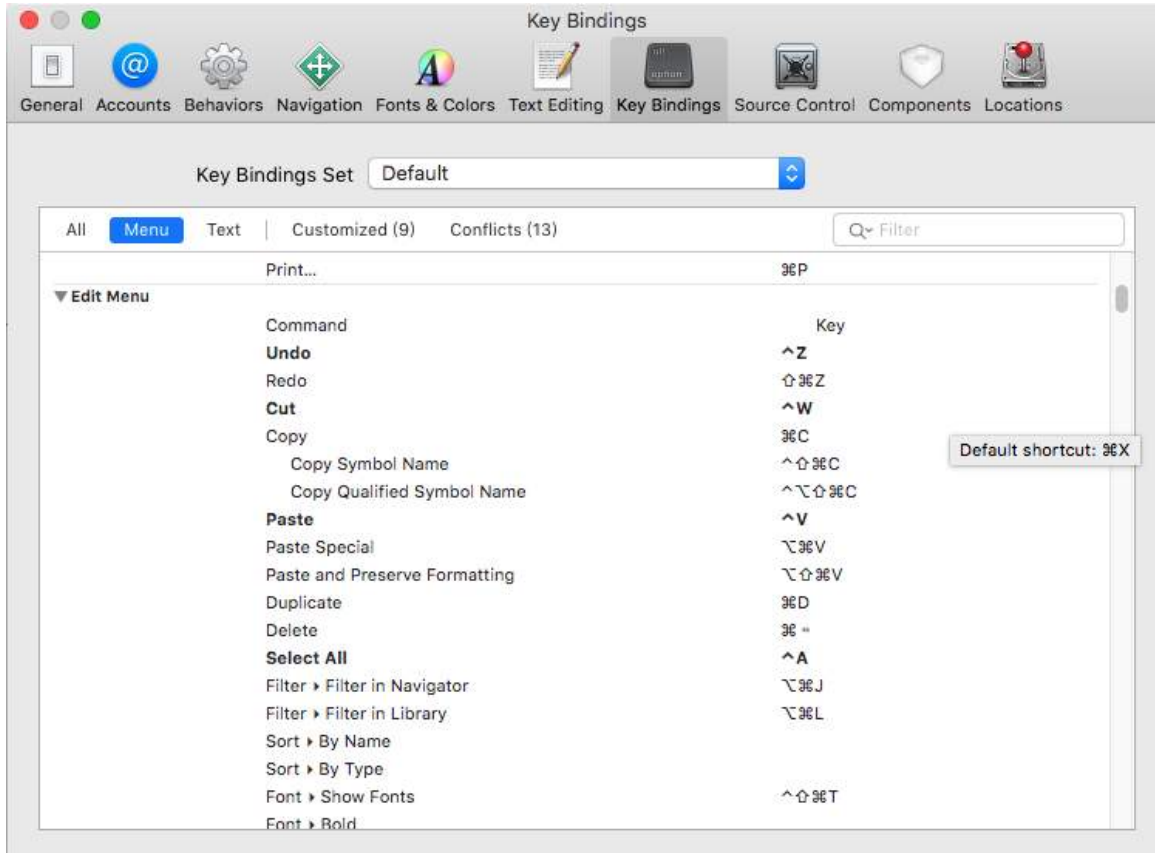 Key Bindings
General Accounts Behaviors Navigation Fonts & Colors Text Editing Key Bindings Source Control Components Locations
Key Bindings Set Default
All Menu Text Customized (9) Conflicts (13) Filter
Print... ⌘P
▼ Edit Menu
Command Key
Undo ^Z
Redo ⇧⌘Z
Cut ^W
Copy ⌘C
Default shortcut: ⌘X
Copy Symbol Name ^⇧⌘C
Copy Qualified Symbol Name ^⌥⇧⌘C
Paste ^V
Paste Special ⌥⌘V
Paste and Preserve Formatting ⌥⇧⌘V
Duplicate ⌘D
Delete ⌘
Select All ^A
Filter ▸ Filter in Navigator ⌥⌘J
Filter ▸ Filter in Library ⌥⌘L
Sort ▸ By Name
Sort ▸ By Type
Font ▸ Show Fonts ^⇧⌘T
Font ▸ Bold